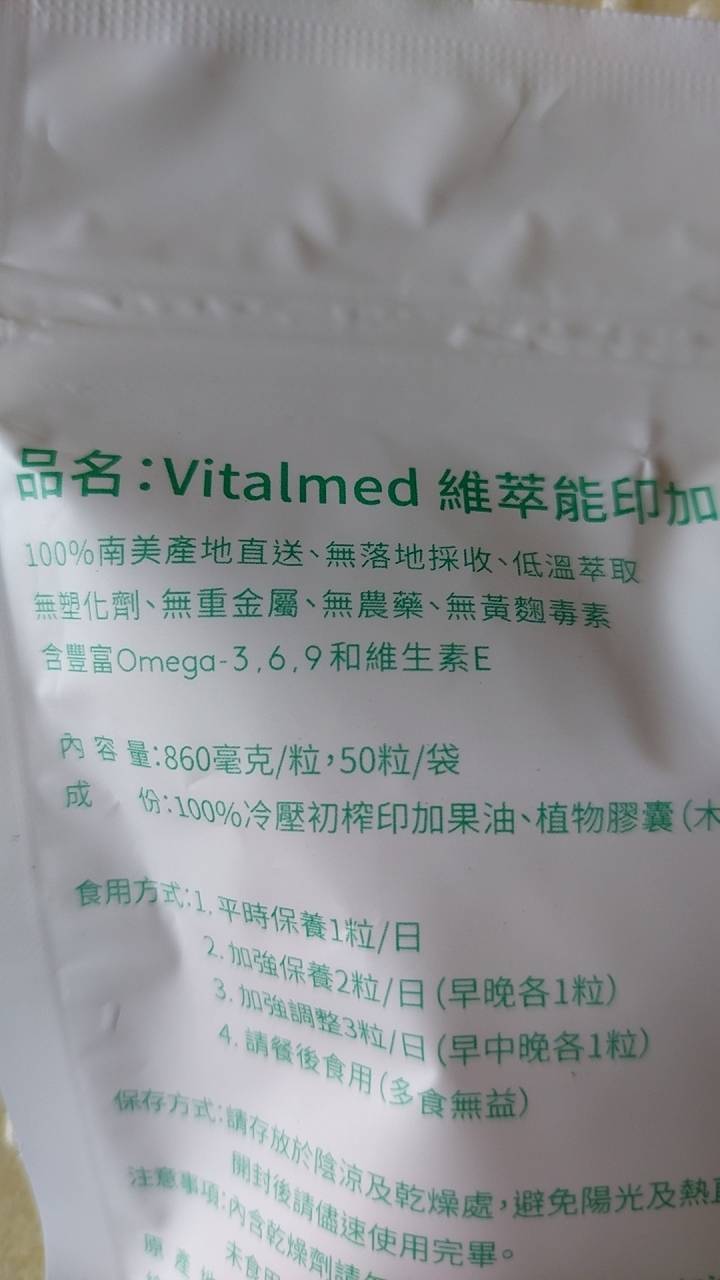 品名：Vitalmed 維萃能印加
100%南美產地直送、無落地採收、低溫萃取
無塑化劑、無重金屬、無農藥、無黃麴毒素
含豐富Omega-3,6,9和維生素E
內容量：860毫克/粒，50粒/袋
成　份：100%冷壓初榨印加果油、植物膠囊（木
食用方式：1. 平時保養1粒/日
2. 加強保養2粒/日（早晚各1粒）
3. 加強調整3粒/日（早中晚各1粒）
4. 請餐後食用（多食無益）
保存方式：請存放於陰涼及乾燥處，避免陽光及熱
開封後請儘速使用完畢。
注意事項：內含乾燥劑請
未食用
原產地